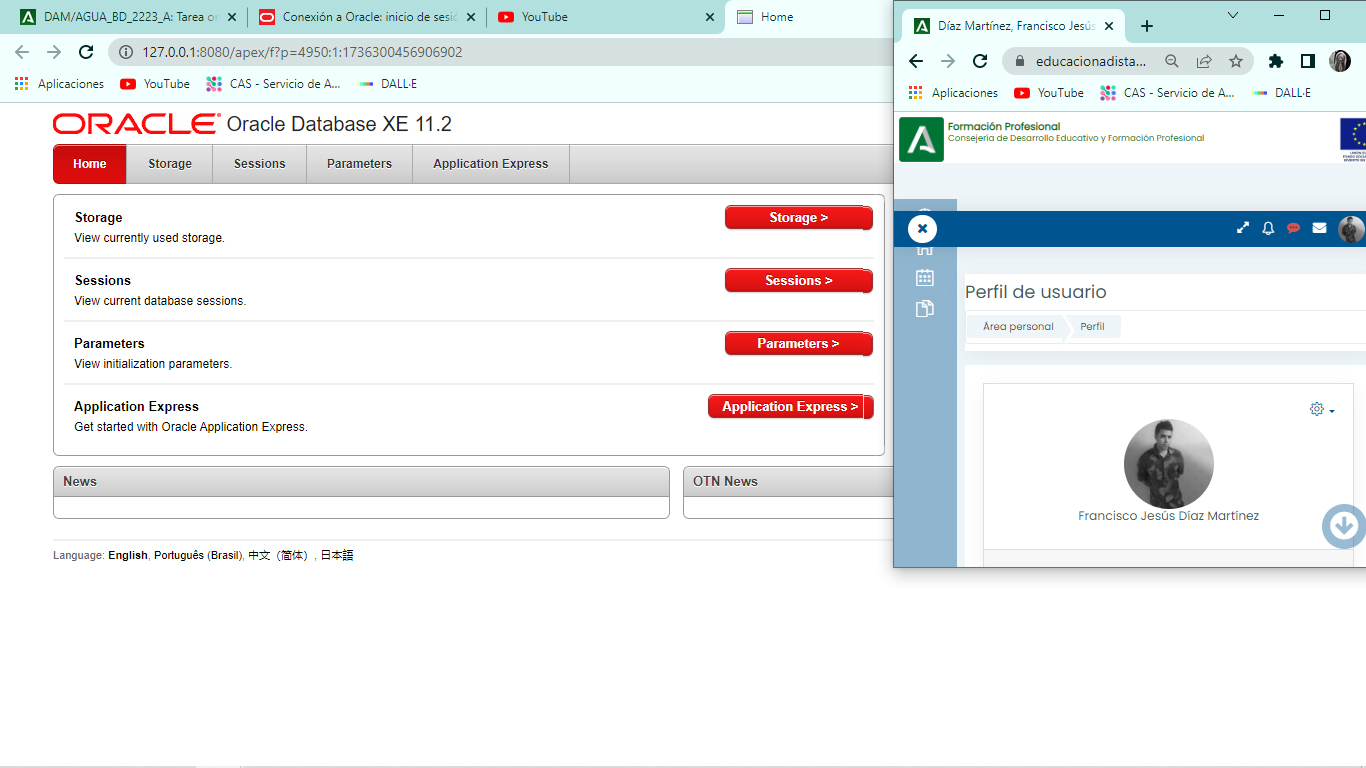 DAM/AGUA_BD_2223_A: Tarea or
Conexión a Oracle: inicio de sesió
YouTube
Home
127.0.0.1:8080/apex/f?p=4950:1:1736300456906902
Aplicaciones
YouTube
CAS - Servicio de A...
DALL·E
ORACLE Oracle Database XE 11.2
Home
Storage
Sessions
Parameters
Application Express
Storage
View currently used storage.
Storage >
Sessions
View current database sessions.
Sessions >
Parameters
View initialization parameters.
Parameters >
Application Express
Get started with Oracle Application Express.
Application Express >
News
OTN News
Language: English, Português (Brasil), 中文（简体）, 日本語
Díaz Martínez, Francisco Jesús
educacionadista...
Aplicaciones
YouTube
CAS - Servicio de A...
DALL·E
Formación Profesional
Consejería de Desarrollo Educativo y Formación Profesional
Perfil de usuario
Área personal
Perfil
Francisco Jesús Díaz Martínez